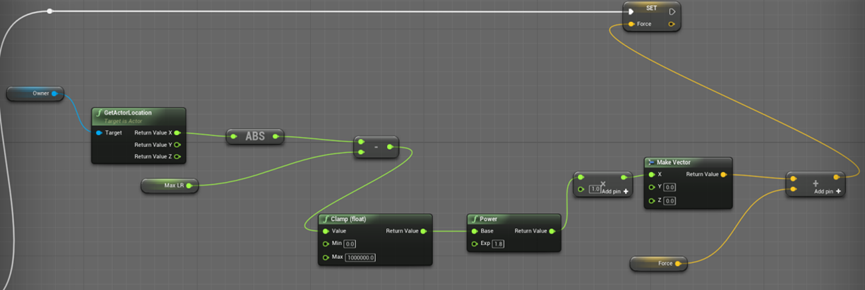 SET
Force
Owner
GetActorLocation
Target is Actor
Target
Return Value X
Return Value Y
Return Value Z
ABS
-
Max LR
Clamp (float)
Value
Return Value
Min 0.0
Max 1000000.0
Power
Base
Return Value
Exp 1.8
x
1.0
Add pin +
Make Vector
X
Return Value
Y 0.0
Z 0.0
+
Add pin +
Force